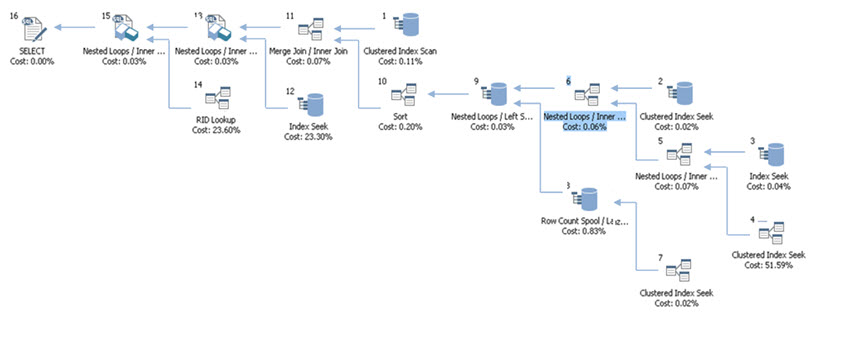 16
SELECT
Cost: 0.00%
15
Nested Loops / Inner ...
Cost: 0.03%
13
Nested Loops / Inner ...
Cost: 0.03%
11
Merge Join / Inner Join
Cost: 0.07%
1
Clustered Index Scan
Cost: 0.11%
14
RID Lookup
Cost: 23.60%
12
Index Seek
Cost: 23.30%
10
Sort
Cost: 0.20%
9
Nested Loops / Left S...
Cost: 0.03%
6
Nested Loops / Inner ...
Cost: 0.06%
2
Clustered Index Seek
Cost: 0.02%
5
Nested Loops / Inner ...
Cost: 0.07%
3
Index Seek
Cost: 0.04%
8
Row Count Spool
Cost: 0.83%
4 ....
Clustered Index Seek
Cost: 51.59%
7
Clustered Index Seek
Cost: 0.02%